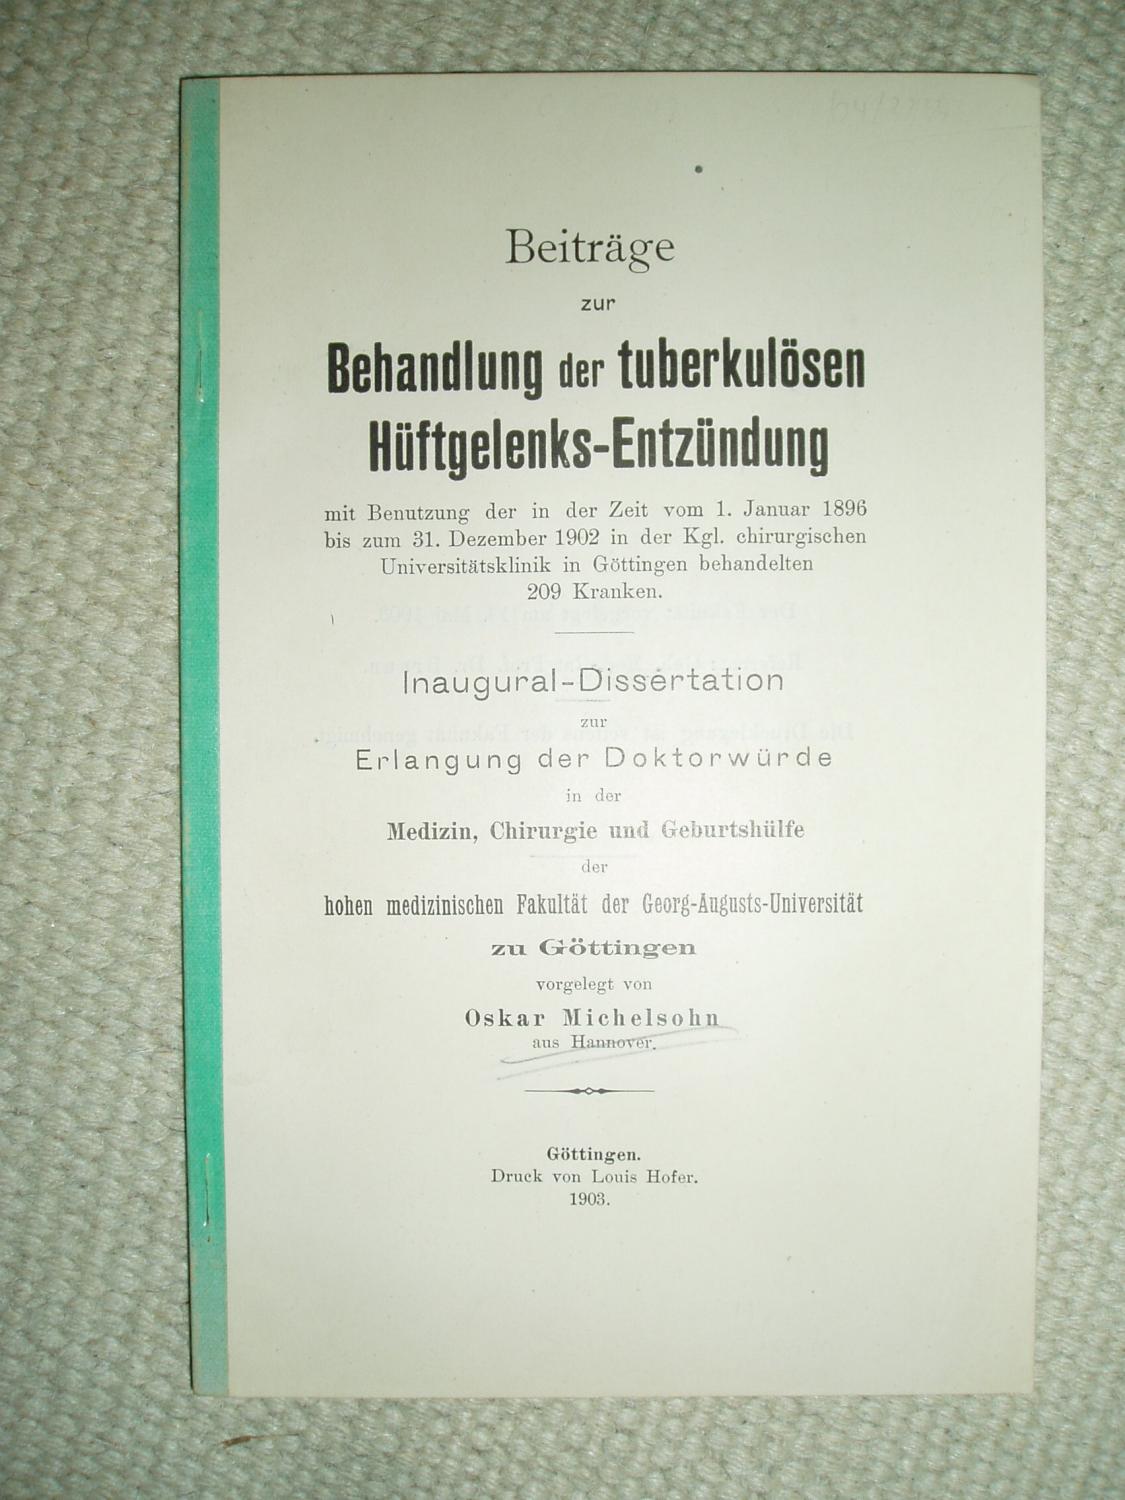 Beiträge
zur
Behandlung der tuberkulösen
Hüftgelenks-Entzündung
mit Benutzung der in der Zeit vom 1. Januar 1896
bis zum 31. Dezember 1902 in der Kgl. chirurgischen
Universitätsklinik in Göttingen behandelten
209 Kranken.
Inaugural-Dissertation
zur
Erlangung der Doktorwürde
in der
Medizin, Chirurgie und Geburtshülfe
der
hohen medizinischen Fakultät der Georg-Augusts-Universität
zu Göttingen
vorgelegt von
Oskar Michelsohn
aus Hannover.
Göttingen.
Druck von Louis Hofer.
1903.